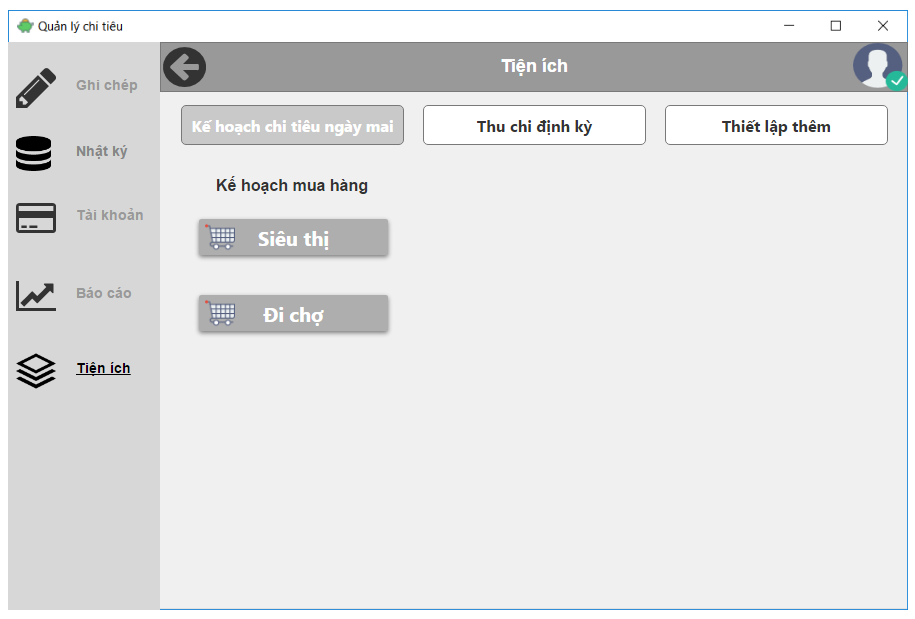 Quản lý chi tiêu
Ghi chép
Nhật ký
Tài khoản
Báo cáo
Tiện ích
Tiện ích
Kế hoạch chi tiêu ngày mai
Thu chi định kỳ
Thiết lập thêm
Kế hoạch mua hàng
Siêu thị
Đi chợ